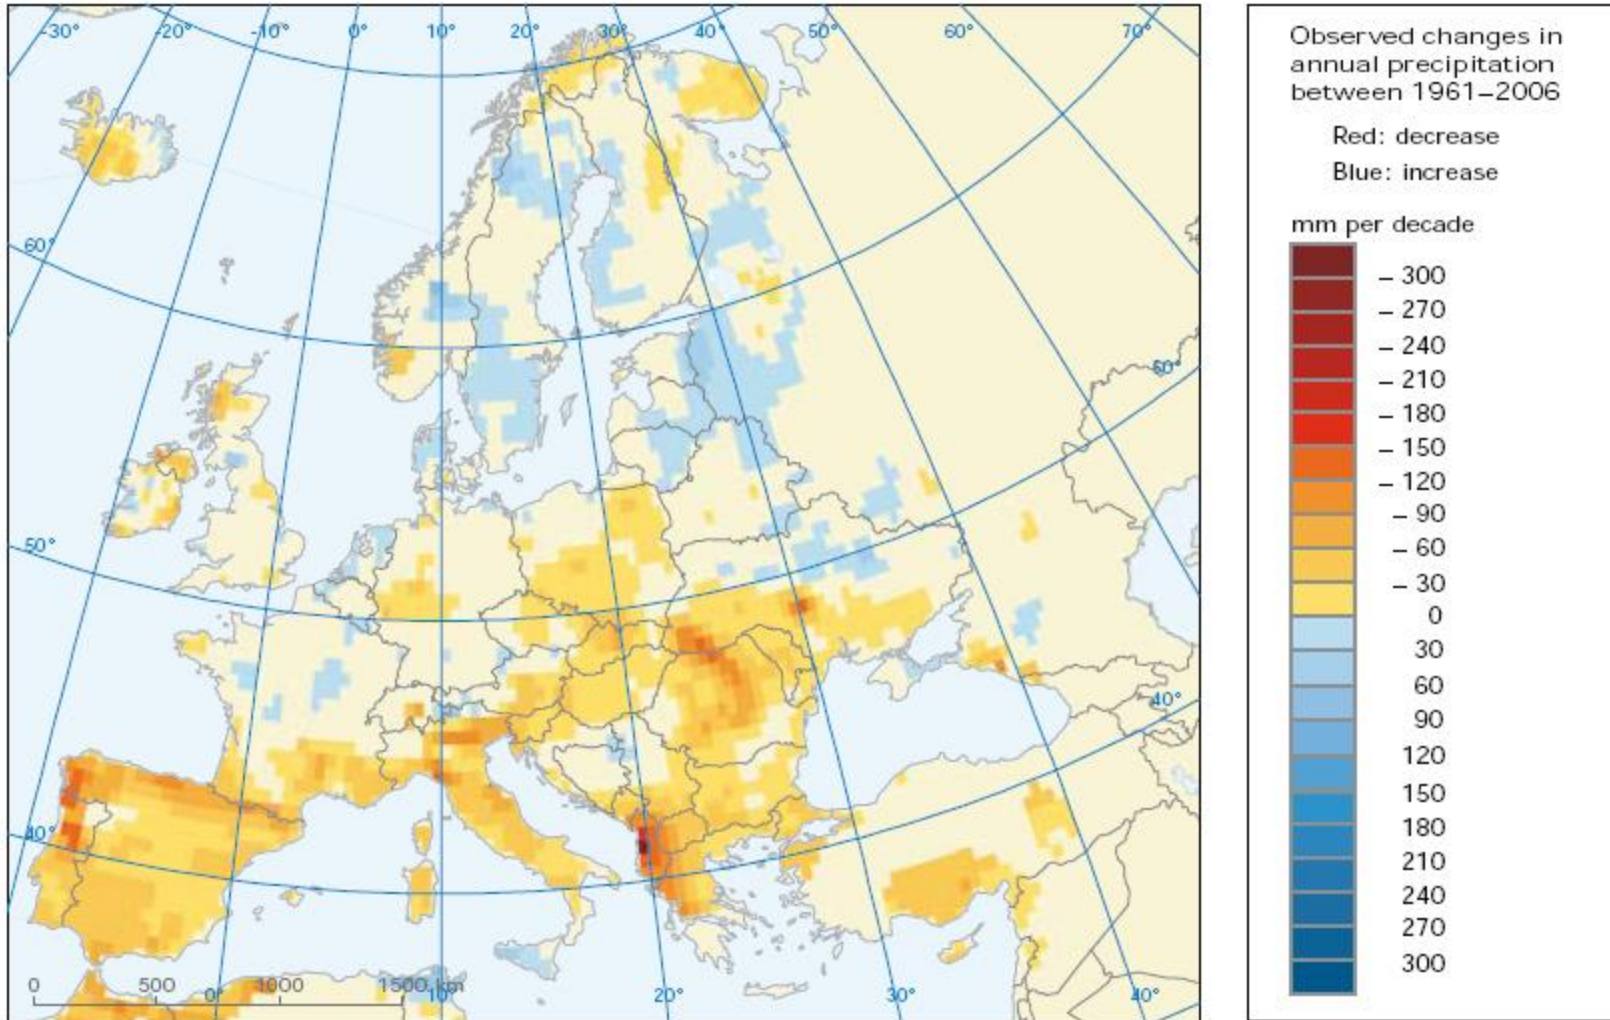 -30° -20° -10° 0° 10° 20° 30° 40° 50° 60° 70°
60°
50°
50°
40°
40°
0 500 1000 1500 km
0° 10° 20° 30° 40°
Observed changes in
annual precipitation
between 1961–2006
Red: decrease
Blue: increase
mm per decade
– 300
– 270
– 240
– 210
– 180
– 150
– 120
– 90
– 60
– 30
0
30
60
90
120
150
180
210
240
270
300